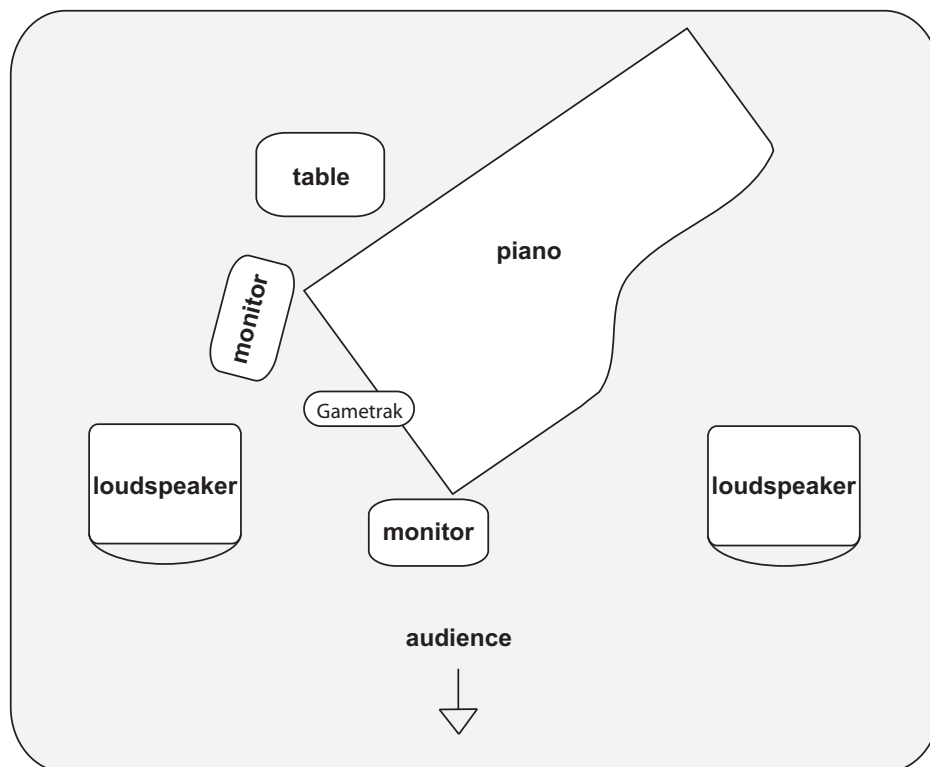 table
piano
monitor
Gametrak
loudspeaker
loudspeaker
monitor
audience